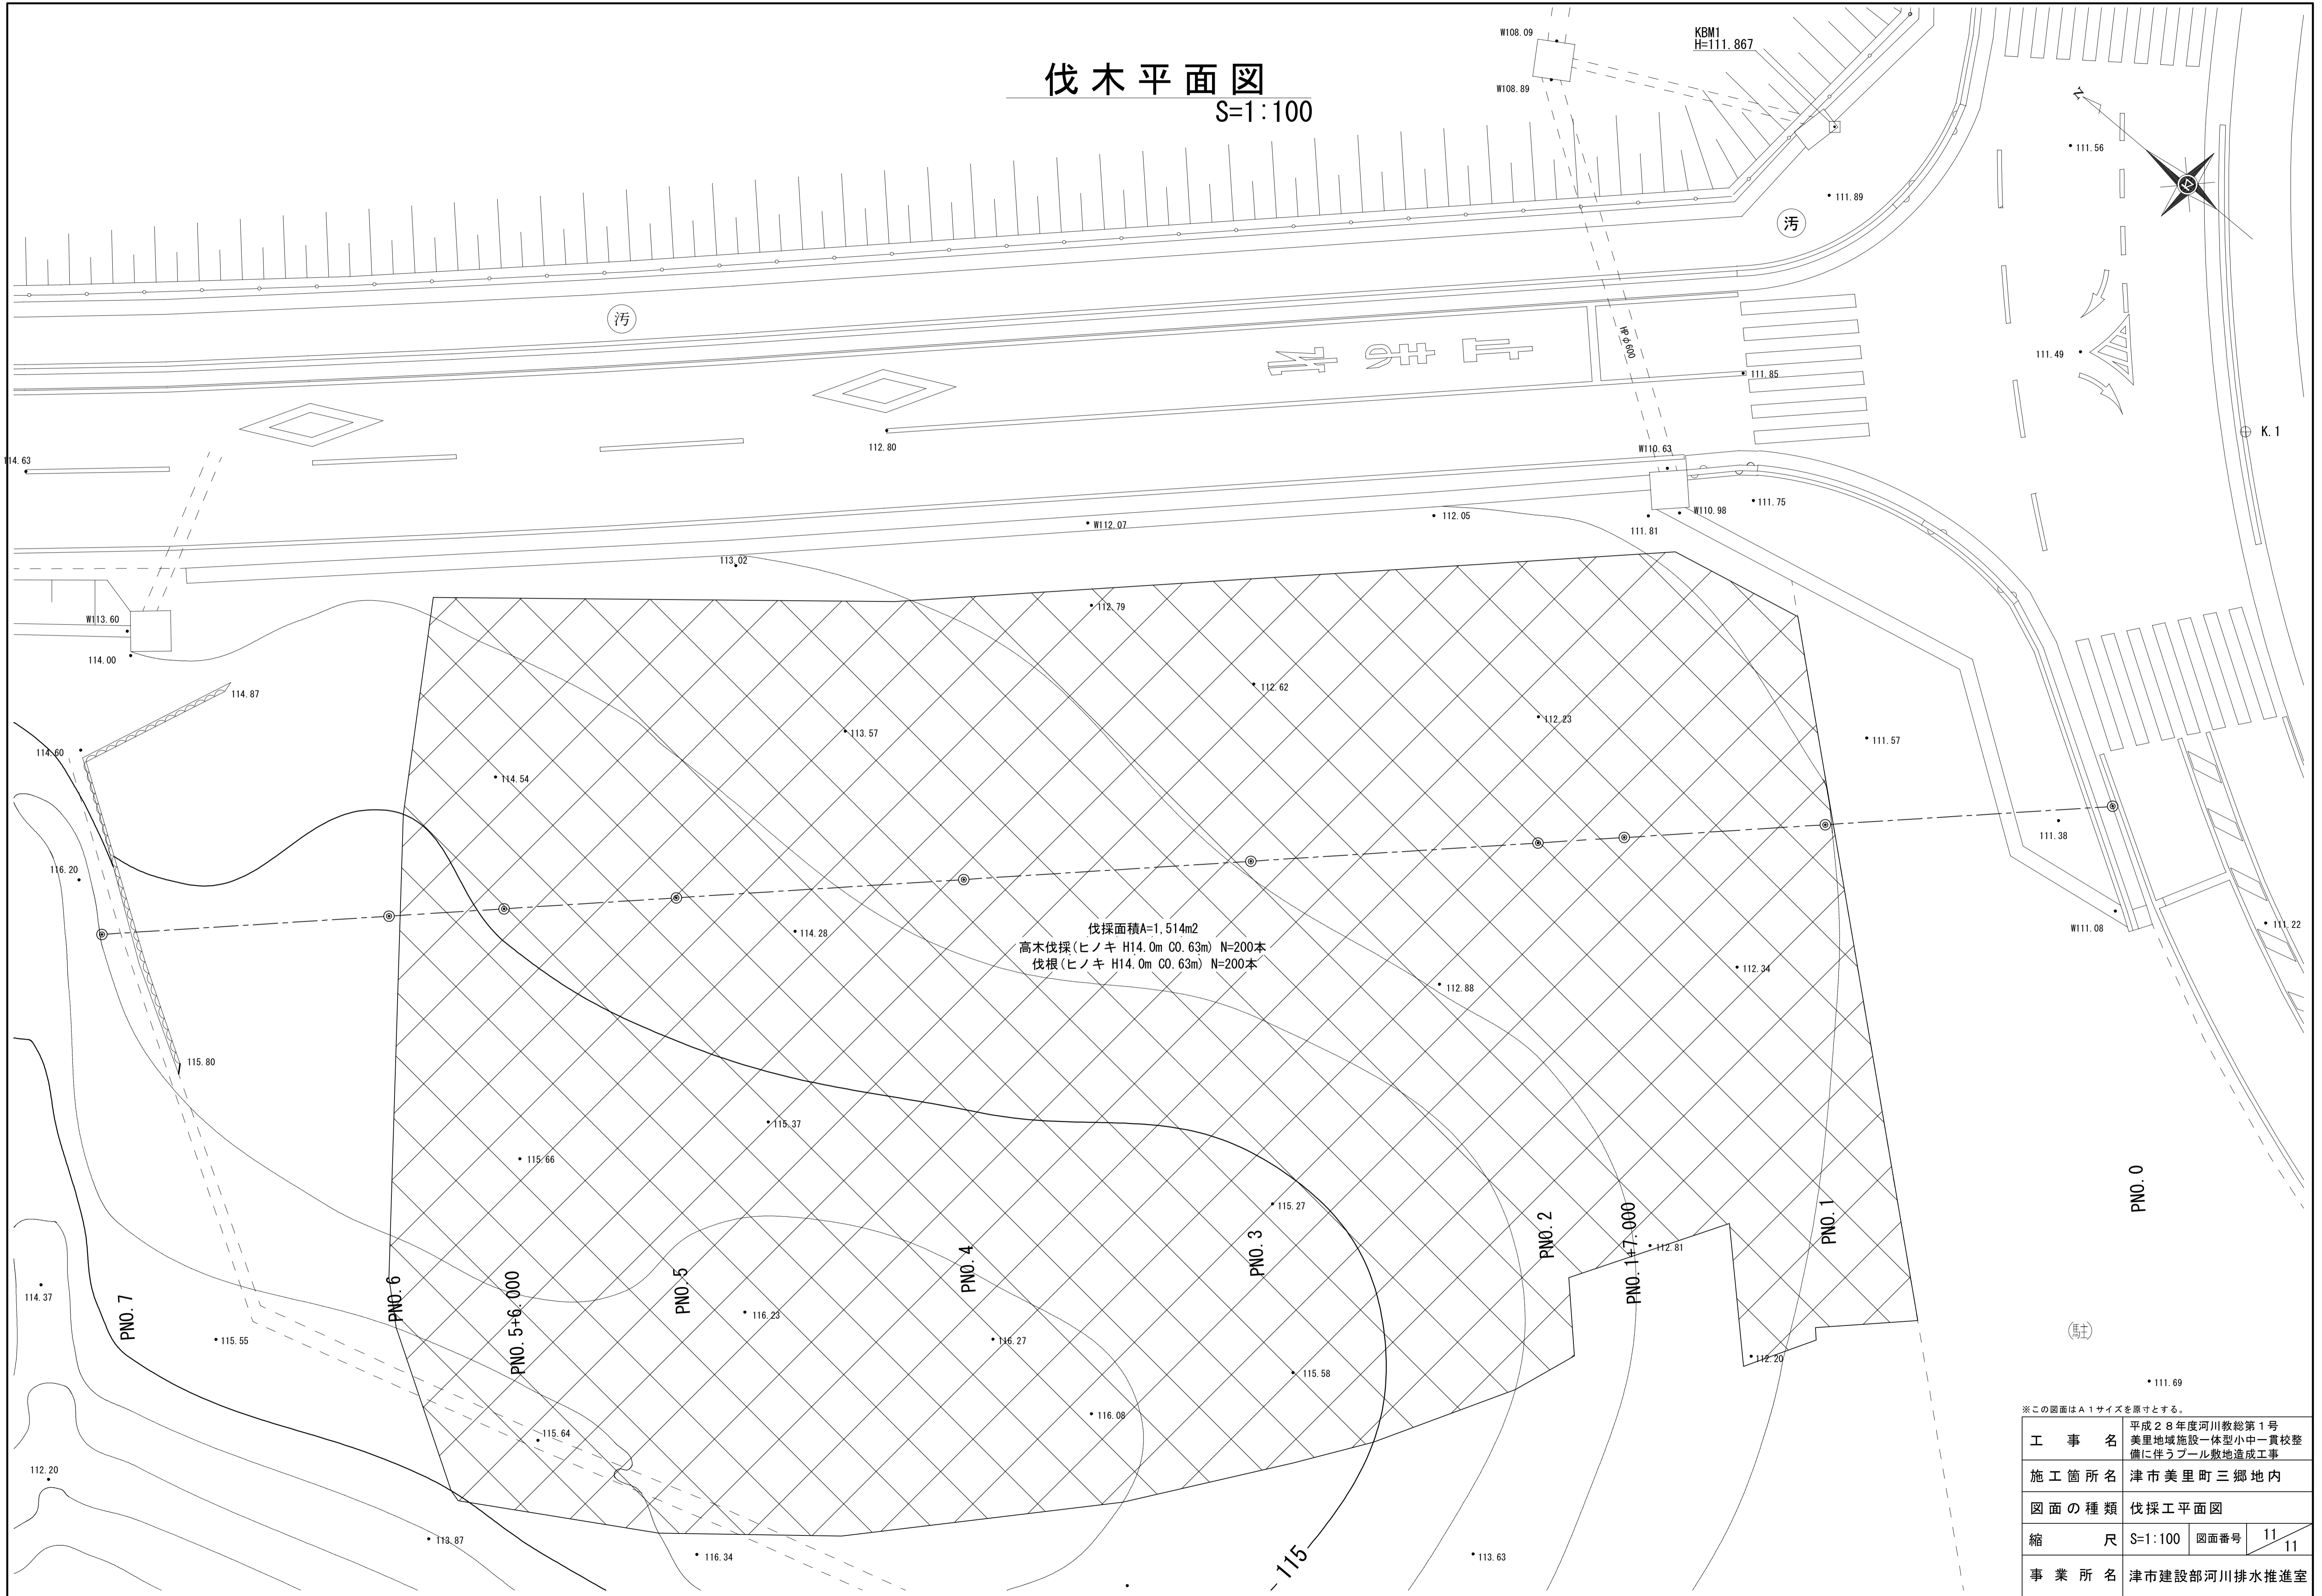 伐木平面図
S=1:100
W108.09
W108.89
KBM1
H=111.867
N
111.56
111.89
汚
汚
HPφ600
111.49
111.85
K.1
112.80
114.63
W110.63
111.75
W110.98
111.81
112.05
W112.07
113.02
W113.60
114.00
112.79
112.62
112.23
111.57
114.87
114.60
113.57
114.54
111.38
116.20
W111.08
111.22
114.28
伐採面積A=1,514m2
高木伐採(ヒノキ H14.0m C0.63m) N=200本
伐根(ヒノキ H14.0m C0.63m) N=200本
112.88
112.34
115.80
115.37
115.66
115.27
112.81
PNO.0
PNO.1
PNO.1+7.000
PNO.2
PNO.3
PNO.4
PNO.5
PNO.5+6.000
PNO.6
PNO.7
114.37
115.55
116.23
116.27
115.58
112.20
駐
111.69
116.08
115.64
112.20
113.87
116.34
115
113.63
※この図面はA1サイズを原寸とする。
工事名 平成28年度河川教総第1号
美里地域施設一体型小中一貫校整
備に伴うプール敷地造成工事
施工箇所名 津市美里町三郷地内
図面の種類 伐採工平面図
縮尺 S=1:100 図面番号 11/11
事業所名 津市建設部河川排水推進室